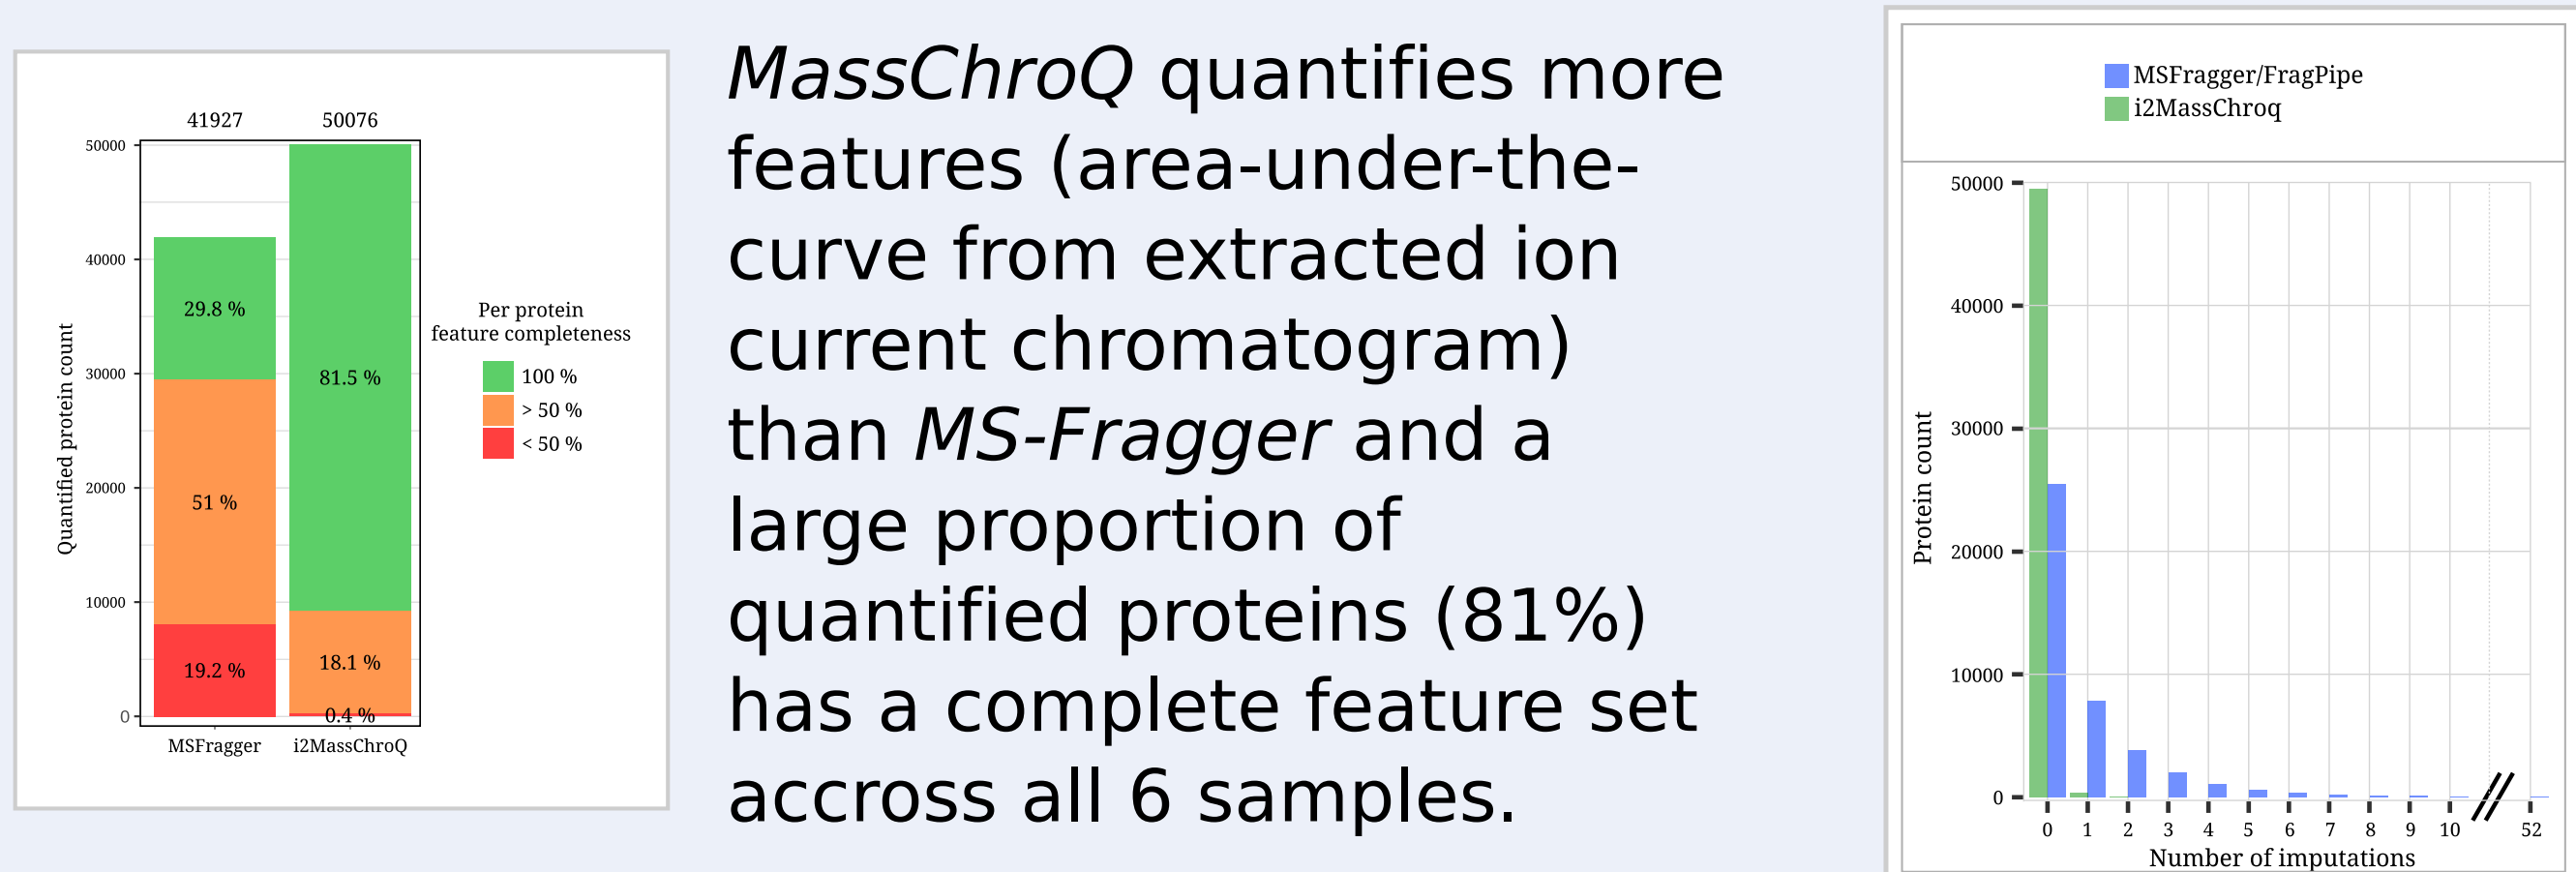 41927 50076
50000
40000
30000
20000
10000
0
Quantified protein count
29.8 %
51 %
19.2 %
81.5 %
18.1 %
0.4 %
MSFragger i2MassChroQ
Per protein
feature completeness
100 %
> 50 %
< 50 %
MassChroQ quantifies more
features (area-under-the-
curve from extracted ion
current chromatogram)
than MS-Fragger and a
large proportion of
quantified proteins (81%)
has a complete feature set
accross all 6 samples.
MSFragger/FragPipe
i2MassChroq
50000
40000
30000
20000
10000
0
Protein count
0 1 2 3 4 5 6 7 8 9 10 52
Number of imputations